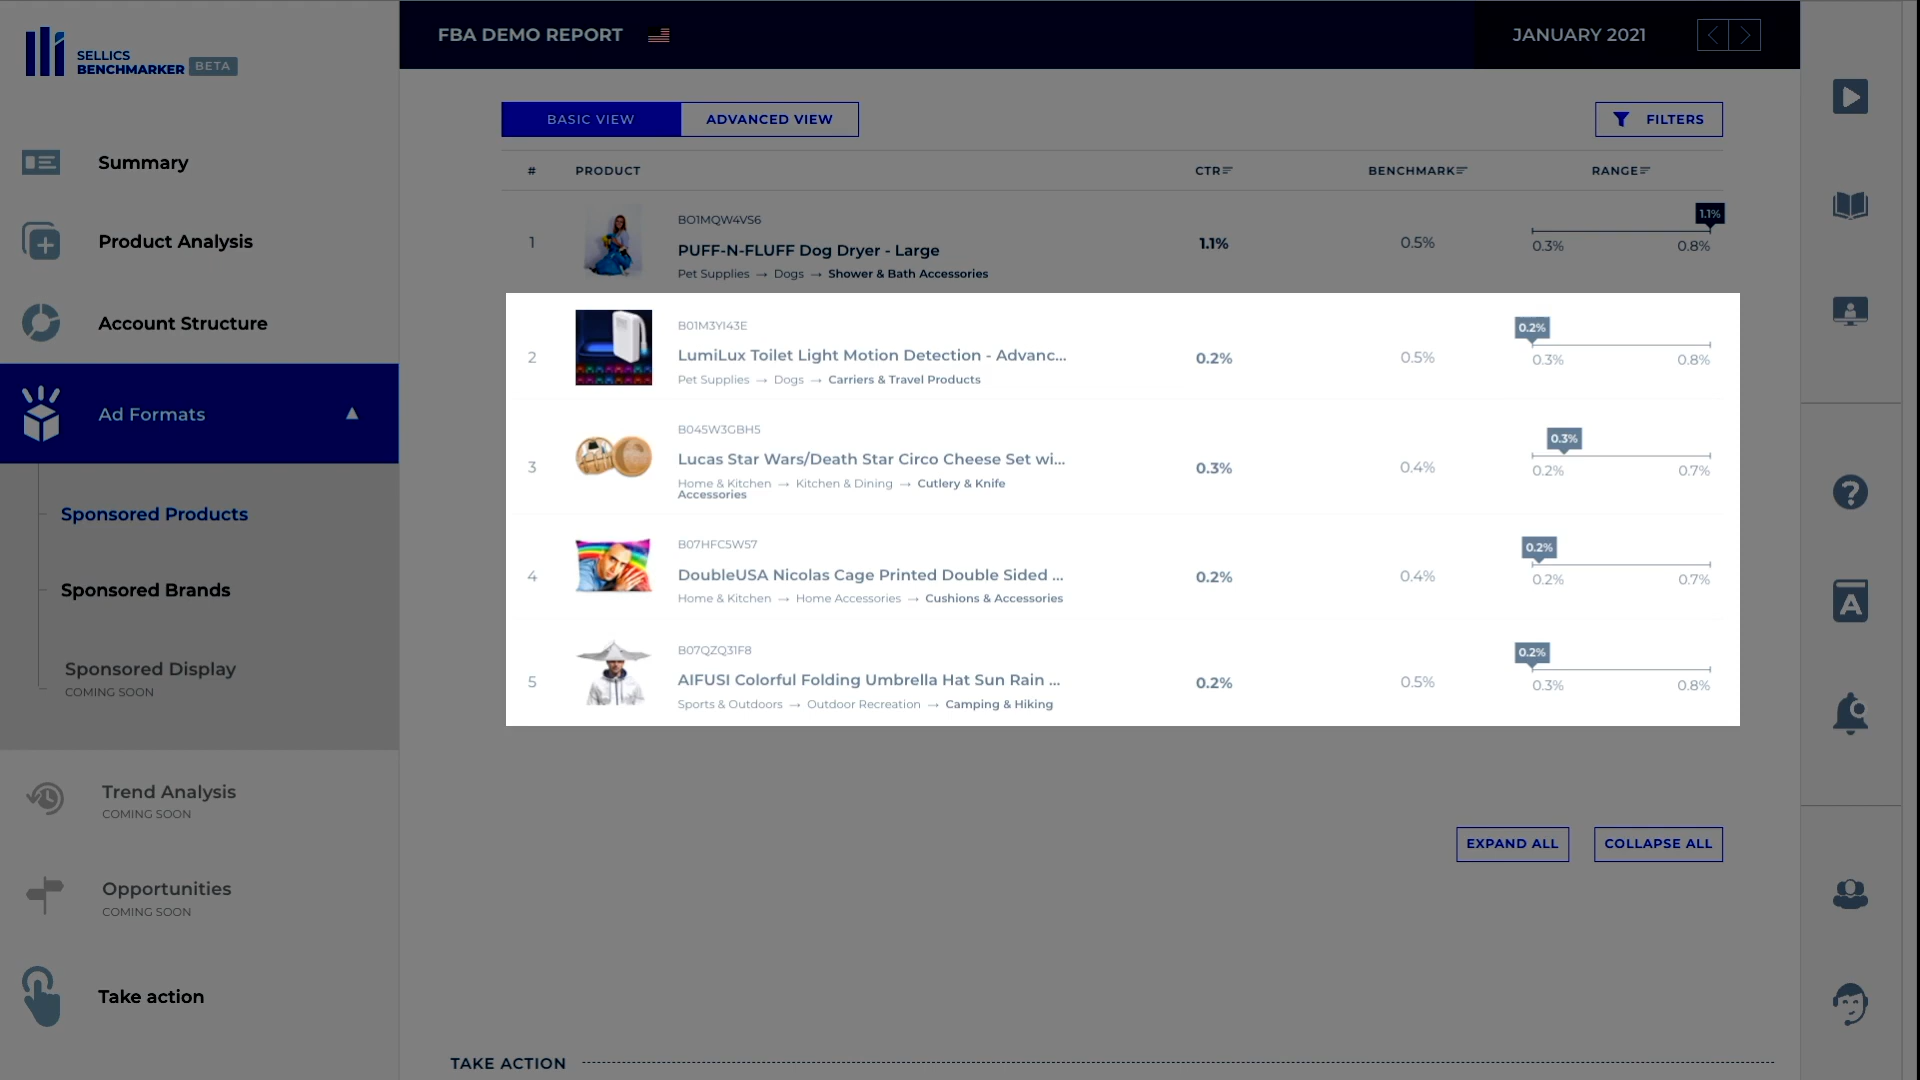 SELLICS
BENCHMARKER BETA
Summary
Product Analysis
Account Structure
Ad Formats
Sponsored Products
Sponsored Brands
Sponsored Display
COMING SOON
Trend Analysis
COMING SOON
Opportunities
COMING SOON
Take action
FBA DEMO REPORT
JANUARY 2021
BASIC VIEW
ADVANCED VIEW
FILTERS
# PRODUCT CTR BENCHMARK RANGE
1
BO1MQW4VS6
PUFF-N-FLUFF Dog Dryer - Large
Pet Supplies → Dogs → Shower & Bath Accessories
1.1%
0.5%
1.1%
0.3% 0.8%
2
B01M3YI43E
LumiLux Toilet Light Motion Detection - Advanc...
Pet Supplies → Dogs → Carriers & Travel Products
0.2%
0.5%
0.2%
0.3% 0.8%
3
B045W3GBH5
Lucas Star Wars/Death Star Circo Cheese Set wi...
Home & Kitchen → Kitchen & Dining → Cutlery & Knife
Accessories
0.3%
0.4%
0.3%
0.2% 0.7%
4
B07HFC5W57
DoubleUSA Nicolas Cage Printed Double Sided ...
Home & Kitchen → Home Accessories → Cushions & Accessories
0.2%
0.4%
0.2%
0.2% 0.7%
5
B07QZQ31F8
AIFUSI Colorful Folding Umbrella Hat Sun Rain ...
Sports & Outdoors → Outdoor Recreation → Camping & Hiking
0.2%
0.5%
0.2%
0.3% 0.8%
EXPAND ALL
COLLAPSE ALL
TAKE ACTION